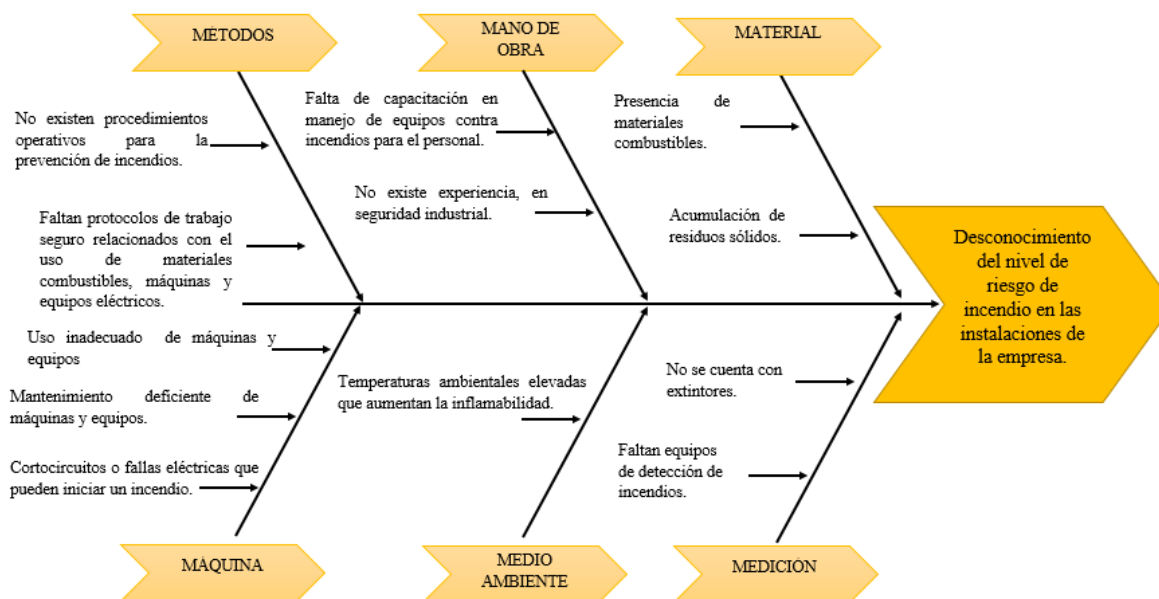 MÉTODOS
MANO DE
OBRA
MATERIAL
No existen procedimientos
operativos para la
prevención de incendios.
Falta de capacitación en
manejo de equipos contra
incendios para el personal.
Presencia de
materiales
combustibles.
Faltan protocolos de trabajo
seguro relacionados con el
uso de materiales
combustibles, máquinas y
equipos eléctricos.
No existe experiencia, en
seguridad industrial.
Acumulación de
residuos sólidos.
Desconocimiento
del nivel de
riesgo de
incendio en las
instalaciones de
la empresa.
Uso inadecuado de máquinas y
equipos
Mantenimiento deficiente de
máquinas y equipos.
Cortocircuitos o fallas eléctricas que
pueden iniciar un incendio.
Temperaturas ambientales elevadas
que aumentan la inflamabilidad.
No se cuenta con
extintores.
Faltan equipos
de detección de
incendios.
MÁQUINA
MEDIO
AMBIENTE
MEDICIÓN